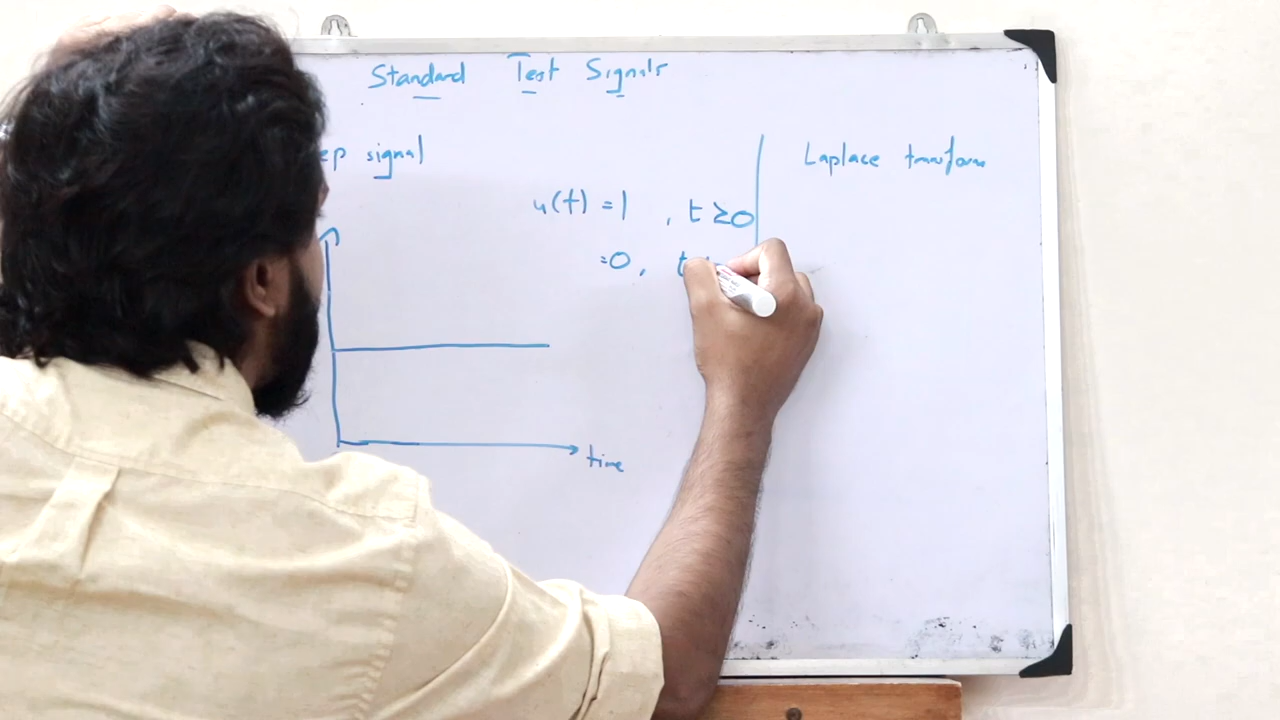 Standard Test Signals
ep signal
Laplace transform
u(t) = 1 , t ≥ 0
= 0 , t
time